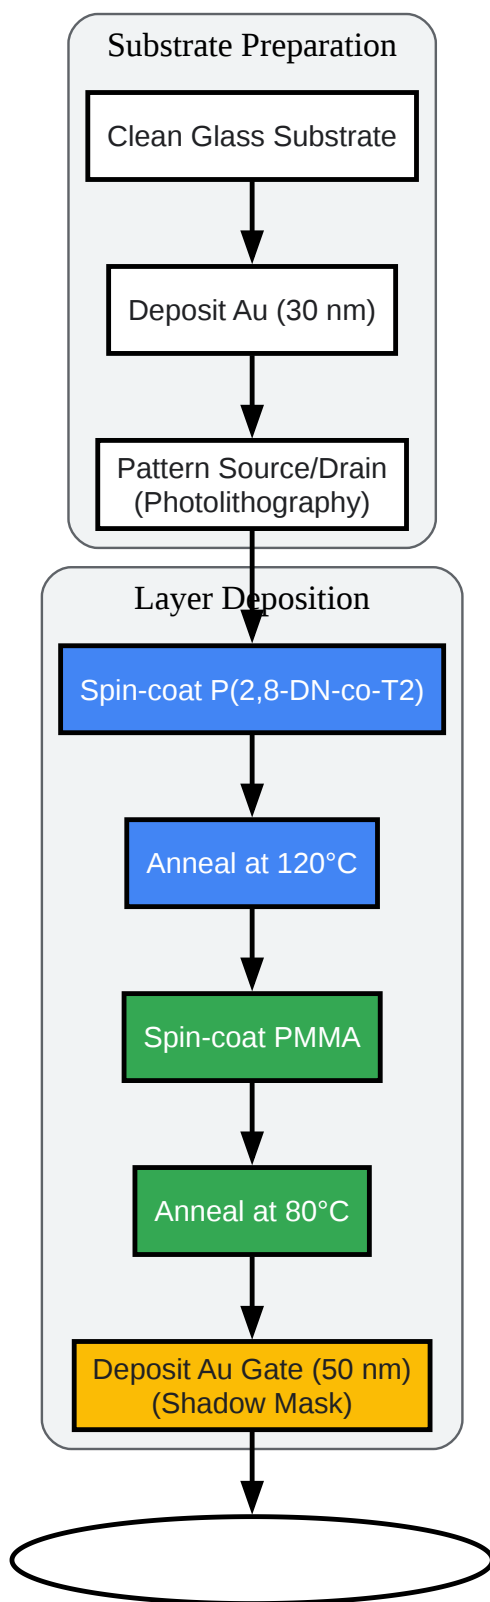 Substrate Preparation
Clean Glass Substrate
Deposit Au (30 nm)
Pattern Source/Drain
(Photolithography)
Layer Deposition
Spin-coat P(2,8-DN-co-T2)
Anneal at 120°C
Spin-coat PMMA
Anneal at 80°C
Deposit Au Gate (50 nm)
(Shadow Mask)